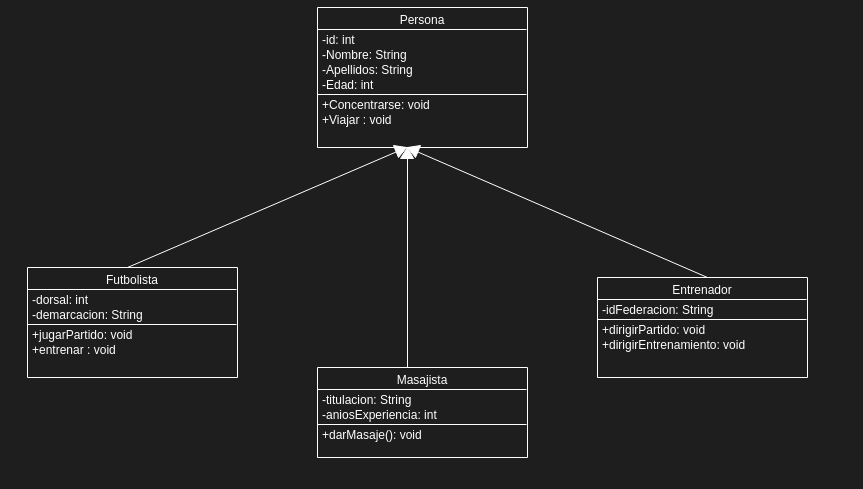 Persona
-id: int
-Nombre: String
-Apellidos: String
-Edad: int
+Concentrarse: void
+Viajar : void
Futbolista
-dorsal: int
-demarcacion: String
+jugarPartido: void
+entrenar : void
Masajista
-titulacion: String
-aniosExperiencia: int
+darMasaje(): void
Entrenador
-idFederacion: String
+dirigirPartido: void
+dirigirEntrenamiento: void